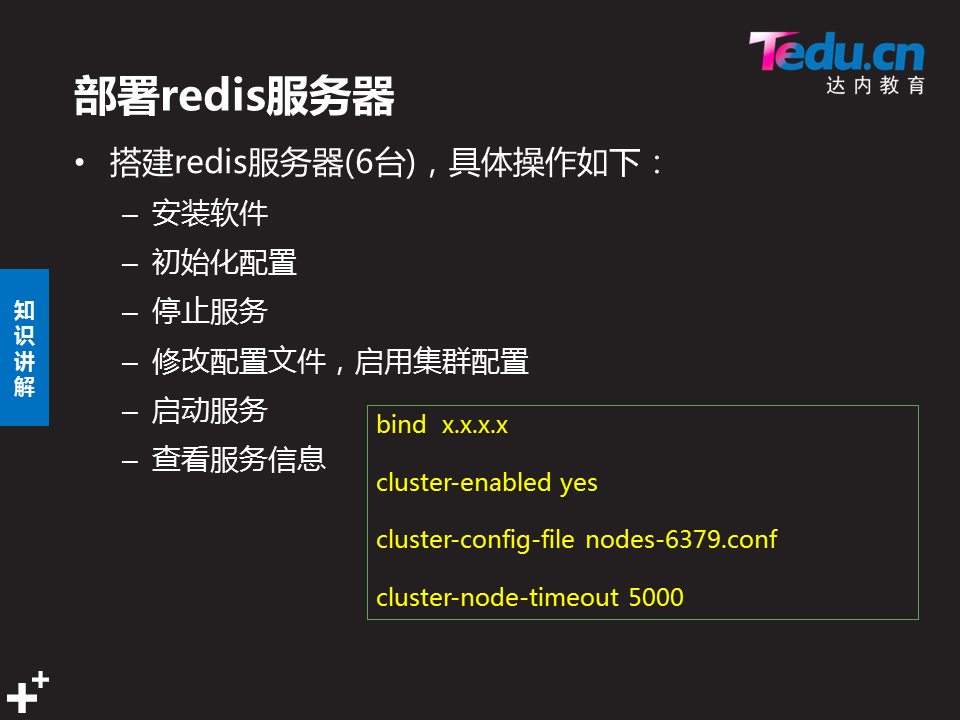 Tedu.cn
达内教育
部署redis服务器
• 搭建redis服务器(6台)，具体操作如下：
– 安装软件
– 初始化配置
– 停止服务
– 修改配置文件，启用集群配置
– 启动服务
– 查看服务信息
知识讲解
bind x.x.x.x
cluster-enabled yes
cluster-config-file nodes-6379.conf
cluster-node-timeout 5000